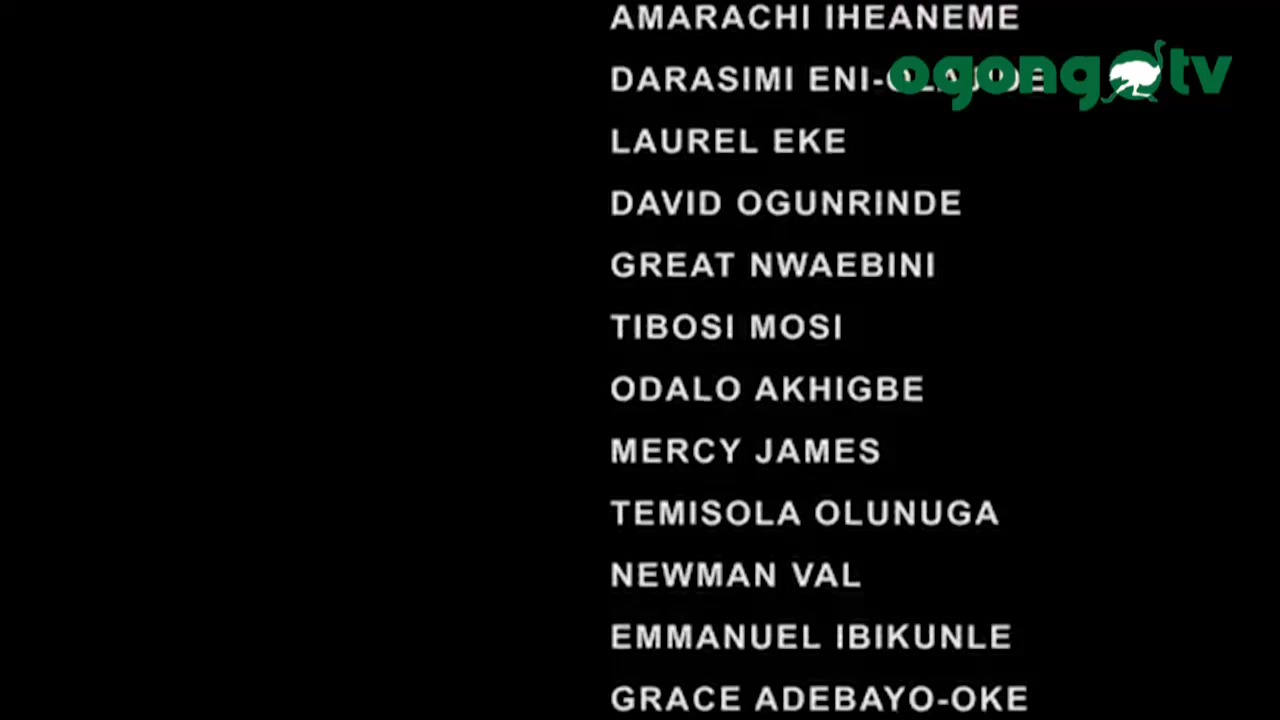 AMARACHI IHEANEME
DARASIMI ENI-OLAJIDE
ogongotv
LAUREL EKE
DAVID OGUNRINDE
GREAT NWAEBINI
TIBOSI MOSI
ODALO AKHIGBE
MERCY JAMES
TEMISOLA OLUNUGA
NEWMAN VAL
EMMANUEL IBIKUNLE
GRACE ADEBAYO-OKE